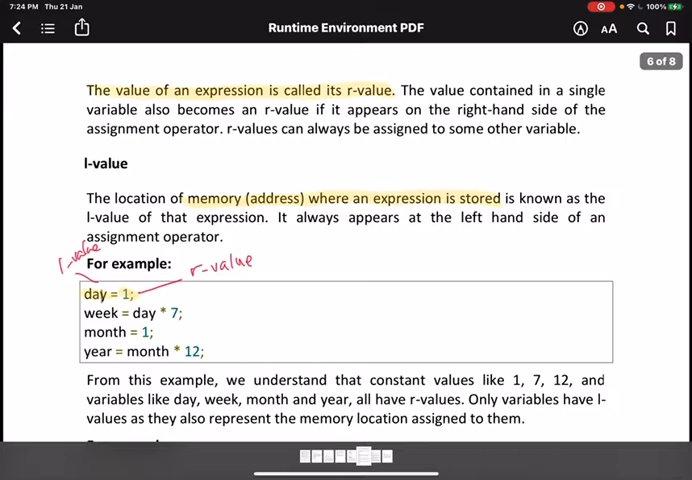 7:24 PM Thu 21 Jan
100%
Runtime Environment PDF
AA
6 of 8
The value of an expression is called its r-value. The value contained in a single
variable also becomes an r-value if it appears on the right-hand side of the
assignment operator. r-values can always be assigned to some other variable.
l-value
The location of memory (address) where an expression is stored is known as the
l-value of that expression. It always appears at the left hand side of an
assignment operator.
l-value
For example:
r-value
day = 1;
week = day * 7;
month = 1;
year = month * 12;
From this example, we understand that constant values like 1, 7, 12, and
variables like day, week, month and year, all have r-values. Only variables have l-
values as they also represent the memory location assigned to them.